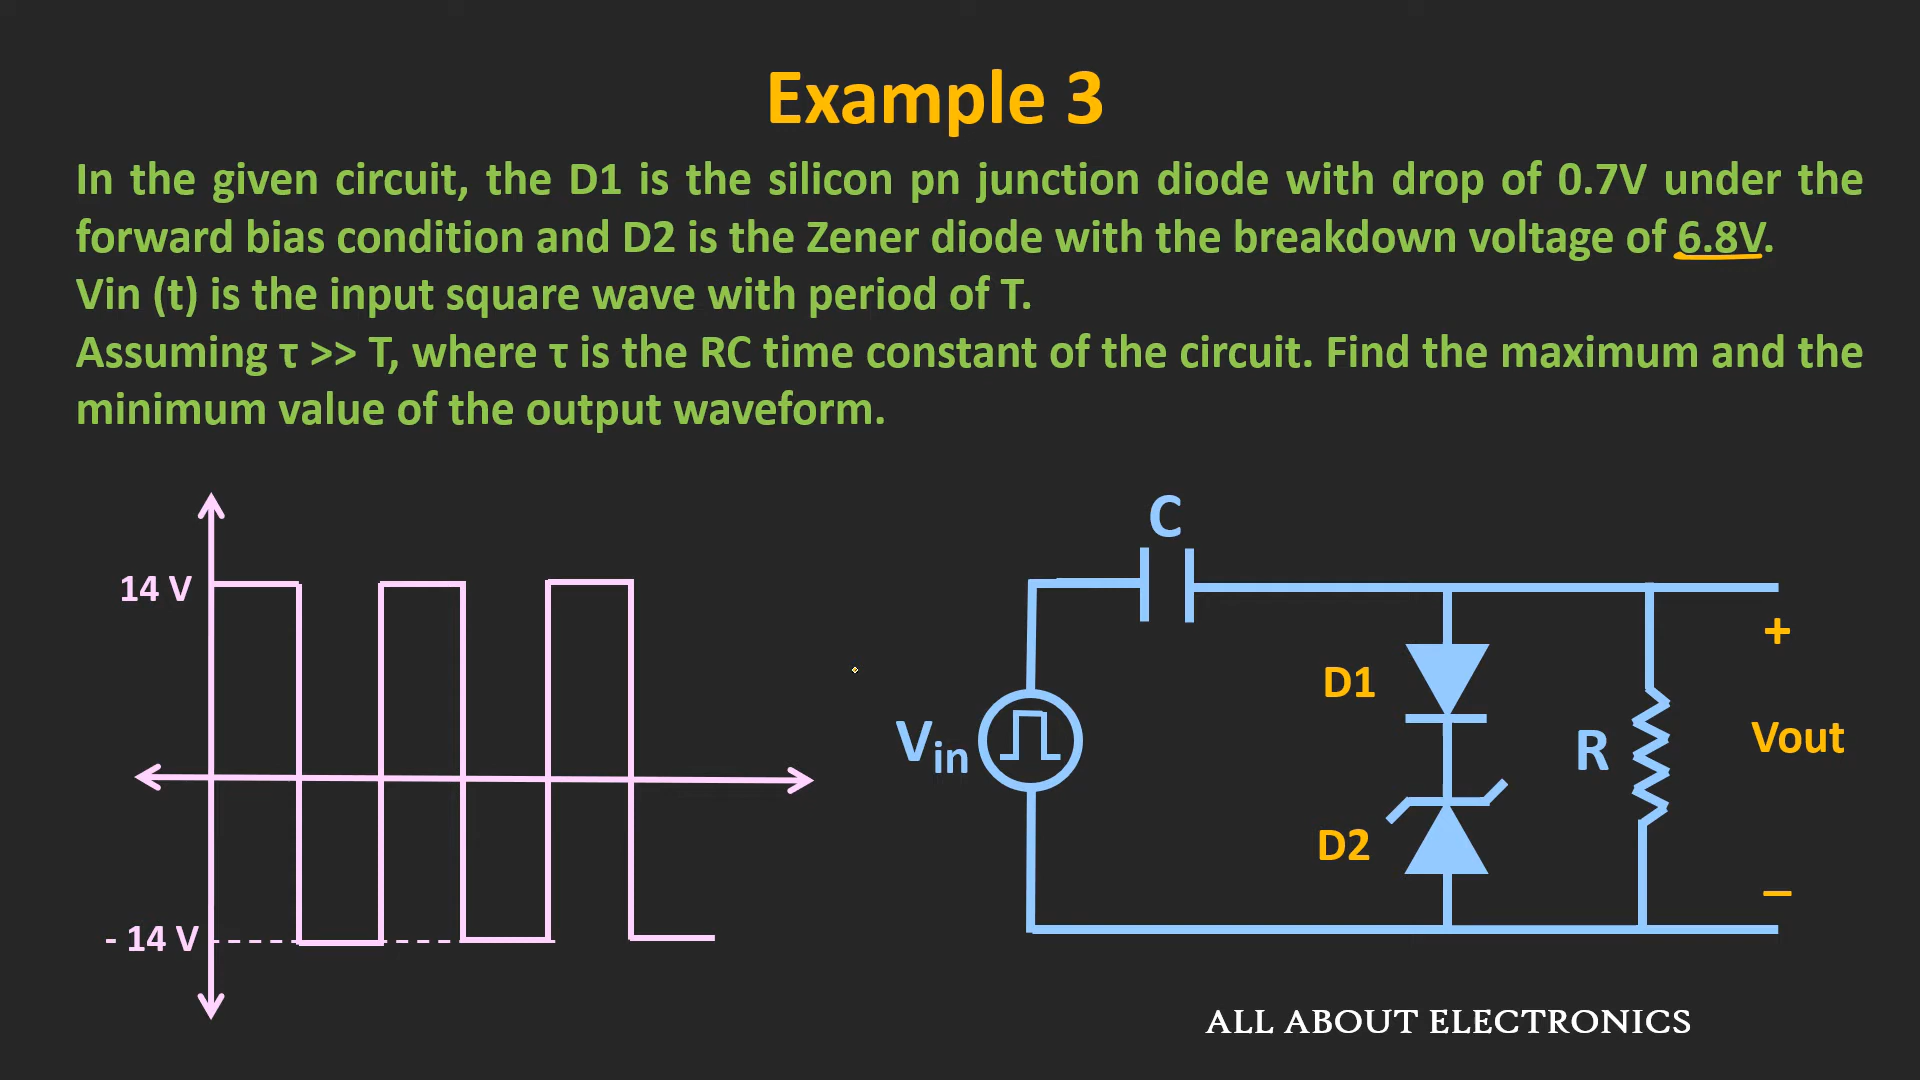 Example 3
In the given circuit, the D1 is the silicon pn junction diode with drop of 0.7V under the
forward bias condition and D2 is the Zener diode with the breakdown voltage of 6.8V.
Vin (t) is the input square wave with period of T.
Assuming τ >> T, where τ is the RC time constant of the circuit. Find the maximum and the
minimum value of the output waveform.
C
14 V
+
D1
Vin
R
Vout
D2
–
- 14 V
ALL ABOUT ELECTRONICS